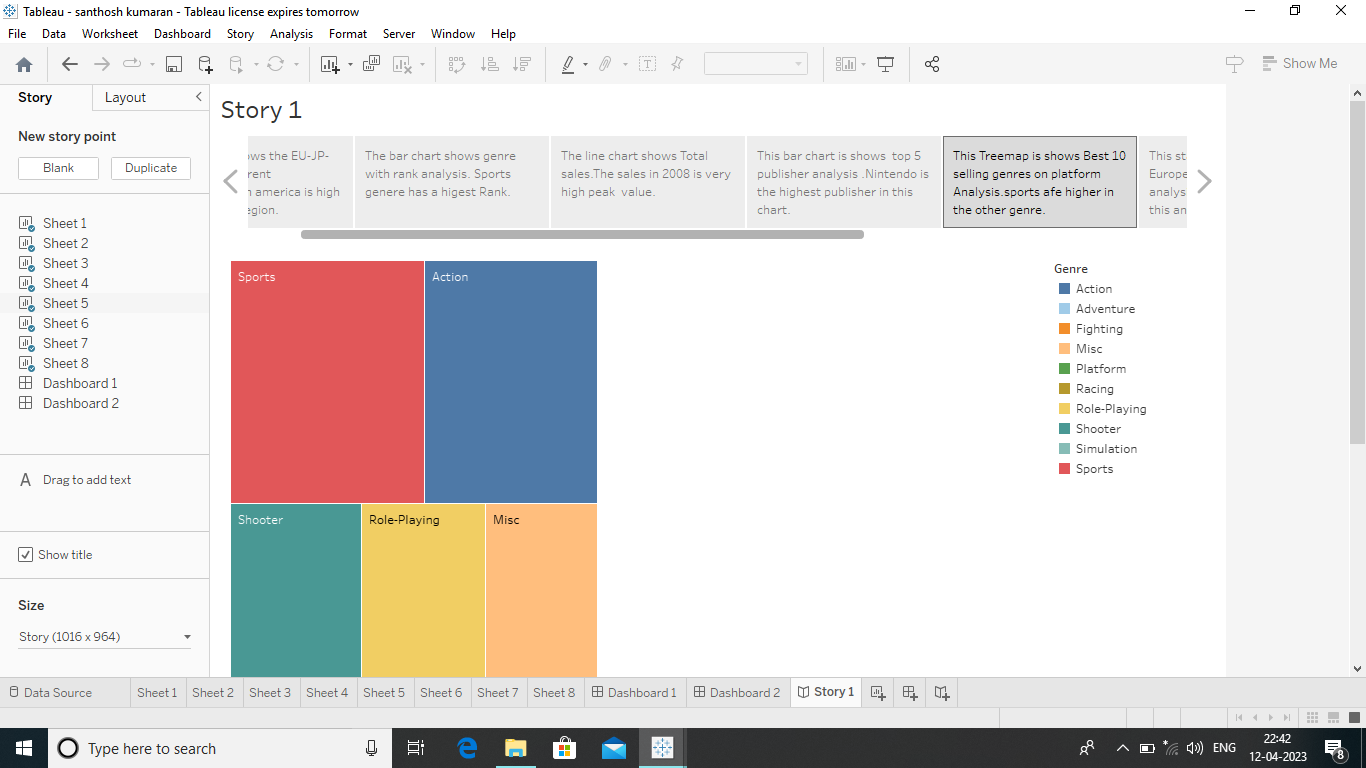 Tableau - santhosh kumaran - Tableau license expires tomorrow
File Data Worksheet Dashboard Story Analysis Format Server Window Help
Show Me
Story Layout
New story point
Blank Duplicate
Sheet 1
Sheet 2
Sheet 3
Sheet 4
Sheet 5
Sheet 6
Sheet 7
Sheet 8
Dashboard 1
Dashboard 2
A Drag to add text
Show title
Size
Story (1016 x 964)
Story 1
the EU-JP-
america is high
The bar chart shows genre
with rank analysis. Sports
genere has a higest Rank.
The line chart shows Total
sales.The sales in 2008 is very
high peak value.
This bar chart is shows top 5
publisher analysis .Nintendo is
the highest publisher in this
chart.
This Treemap is shows Best 10
selling genres on platform
Analysis.sports afe higher in
the other genre.
This st
Europe
analys
this an
Sports
Action
Shooter
Role-Playing
Misc
Genre
Action
Adventure
Fighting
Misc
Platform
Racing
Role-Playing
Shooter
Simulation
Sports
Data Source Sheet 1 Sheet 2 Sheet 3 Sheet 4 Sheet 5 Sheet 6 Sheet 7 Sheet 8 Dashboard 1 Dashboard 2 Story 1
Type here to search
ENG
22:42
12-04-2023
8